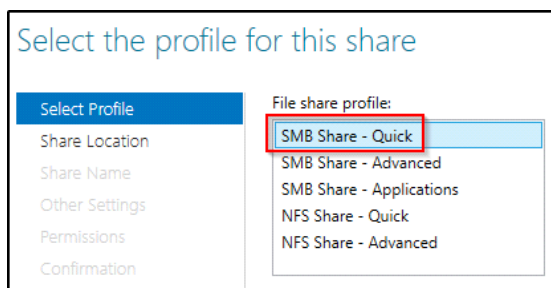 Select the profile for this share
Select Profile
Share Location
Share Name
Other Settings
Permissions
Confirmation
File share profile:
SMB Share - Quick
SMB Share - Advanced
SMB Share - Applications
NFS Share - Quick
NFS Share - Advanced